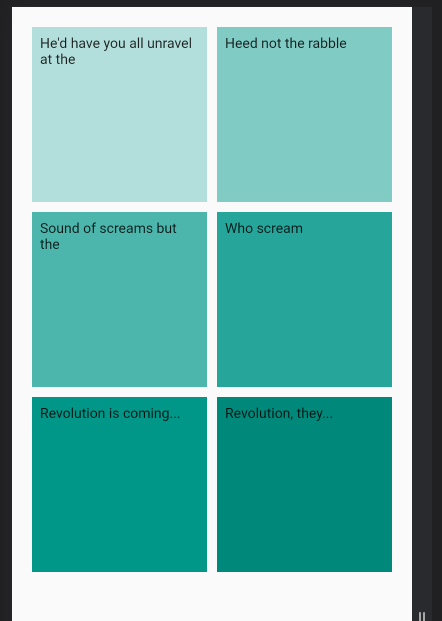 He'd have you all unravel
at the
Heed not the rabble
Sound of screams but
the
Who scream
Revolution is coming...
Revolution, they...